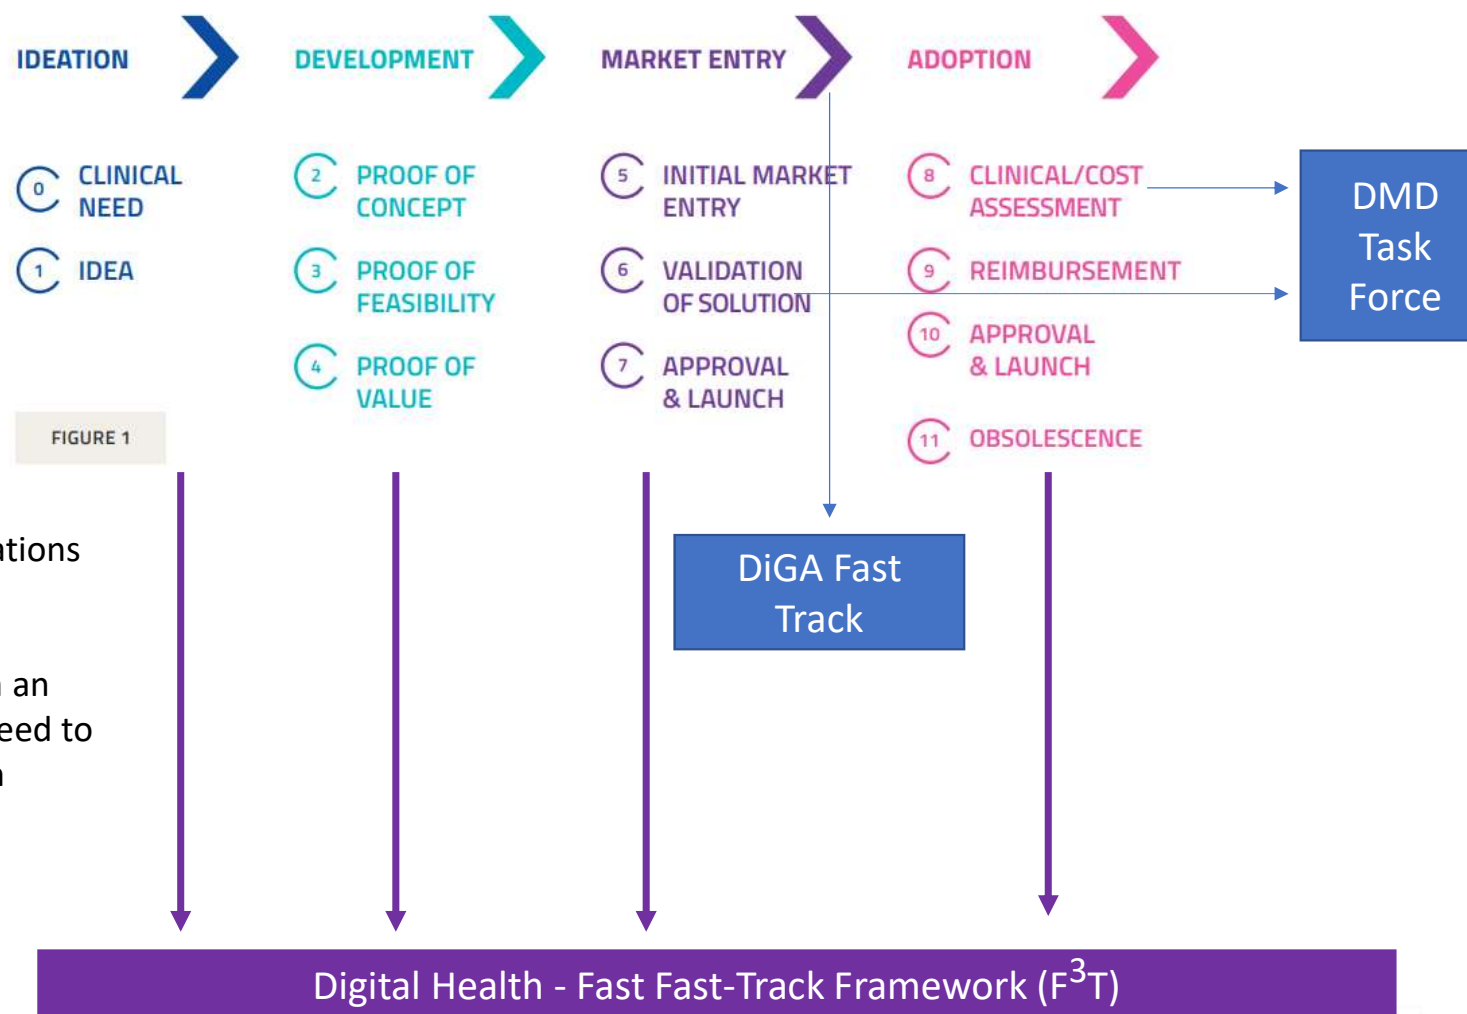 IDEATION
DEVELOPMENT
MARKET ENTRY
ADOPTION
0 CLINICAL
NEED
1 IDEA
2 PROOF OF
CONCEPT
3 PROOF OF
FEASIBILITY
4 PROOF OF
VALUE
5 INITIAL MARKET
ENTRY
6 VALIDATION
OF SOLUTION
7 APPROVAL
& LAUNCH
8 CLINICAL/COST
ASSESSMENT
9 REIMBURSEMENT
10 APPROVAL
& LAUNCH
11 OBSOLESCENCE
DMD
Task
Force
FIGURE 1
DiGA Fast
Track
an
to
Digital Health - Fast Fast-Track Framework (F³T)